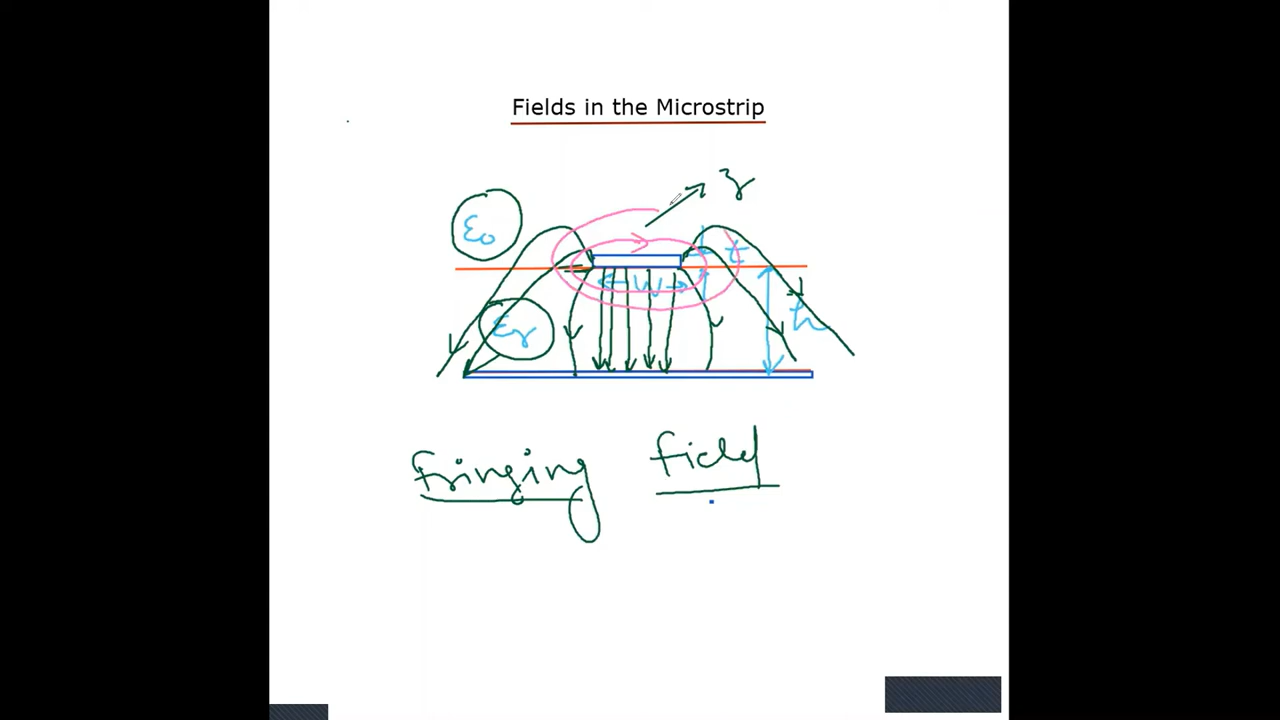 Fields in the Microstrip
z
ε₀
t
w
εr
h
Fringing Field